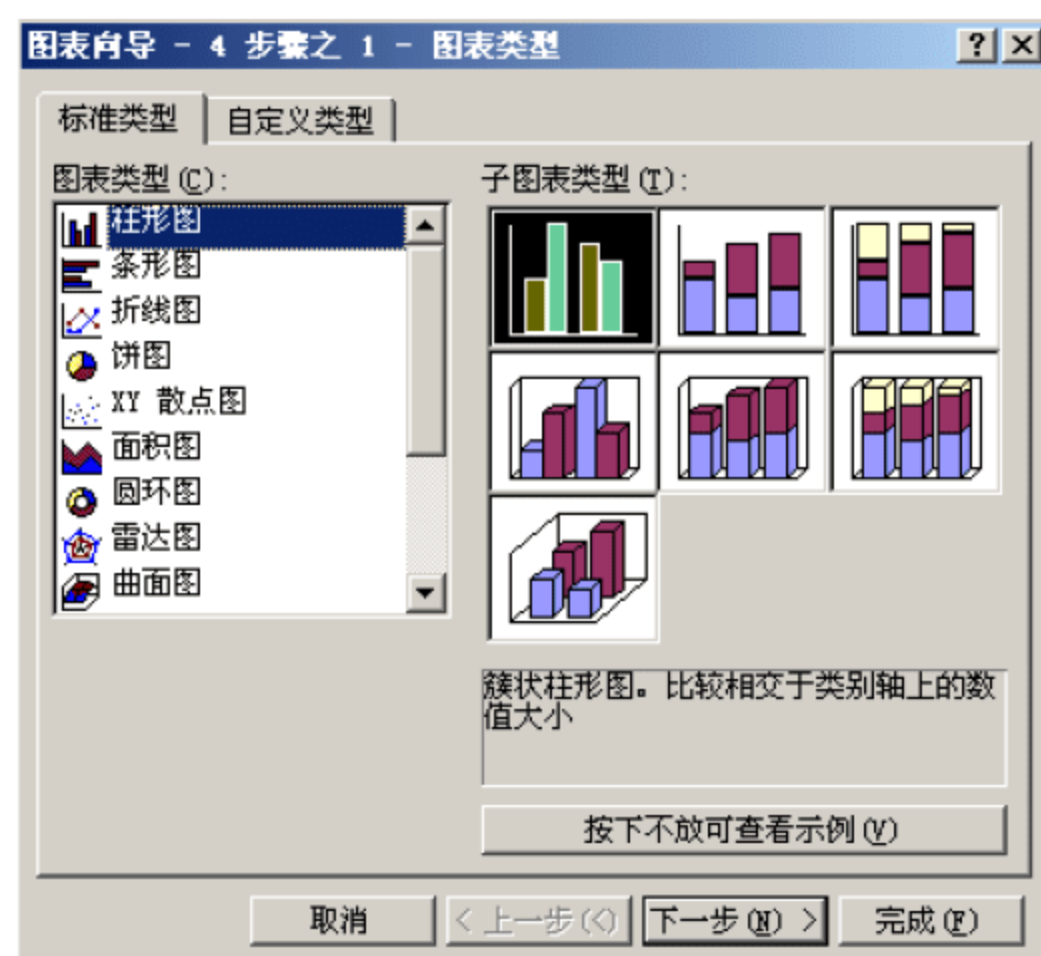 图表向导 - 4 步骤之 1 - 图表类型
标准类型
自定义类型
图表类型(C):
柱形图
条形图
折线图
饼图
XY 散点图
面积图
圆环图
雷达图
曲面图
子图表类型(T):
簇状柱形图。比较相交于类别轴上的数
值大小
按下不放可查看示例(V)
取消
< 上一步(<)
下一步(N) >
完成(F)